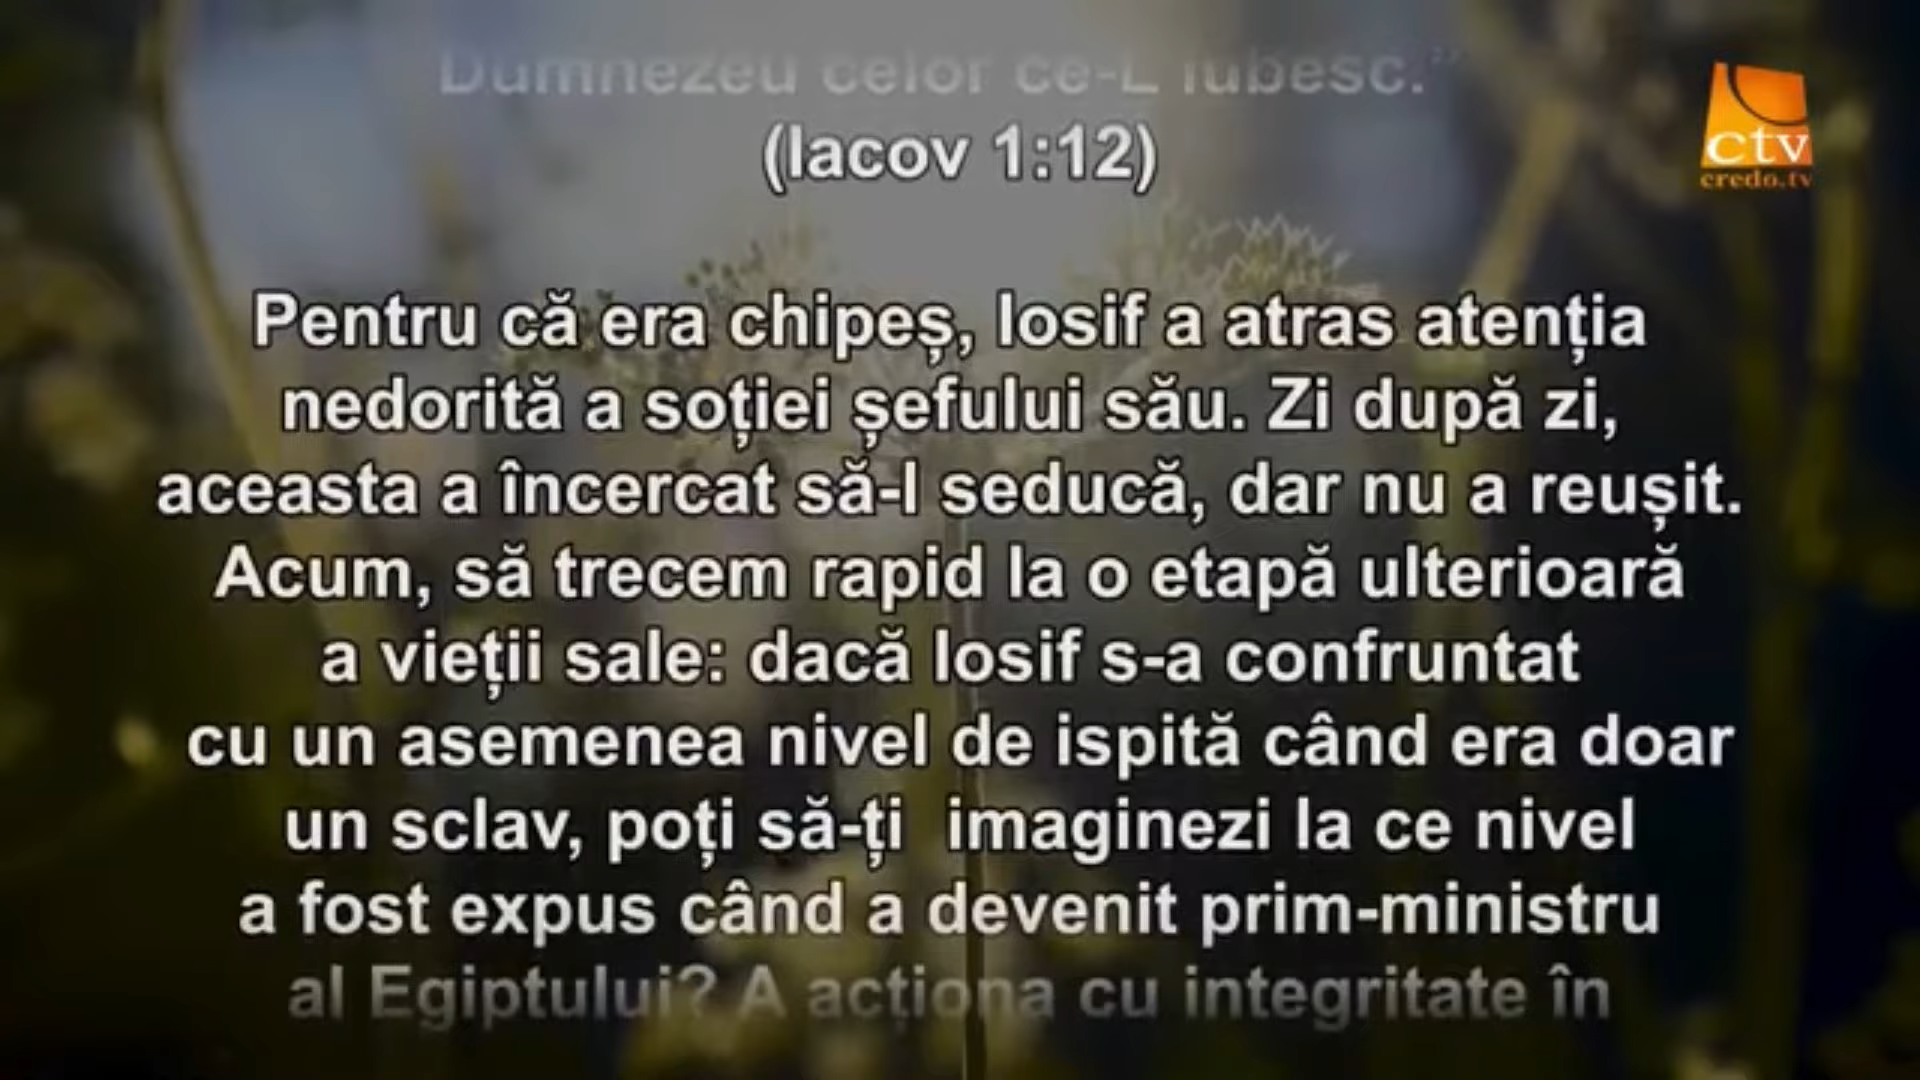 Dumnezeu celor ce-L iubesc.”
(Iacov 1:12)
ctv
credo.tv
Pentru că era chipeș, Iosif a atras atenția
nedorită a soției șefului său. Zi după zi,
aceasta a încercat să-l seducă, dar nu a reușit.
Acum, să trecem rapid la o etapă ulterioară
a vieții sale: dacă Iosif s-a confruntat
cu un asemenea nivel de ispită când era doar
un sclav, poți să-ți imaginezi la ce nivel
a fost expus când a devenit prim-ministru
al Egiptului? A acționa cu integritate în